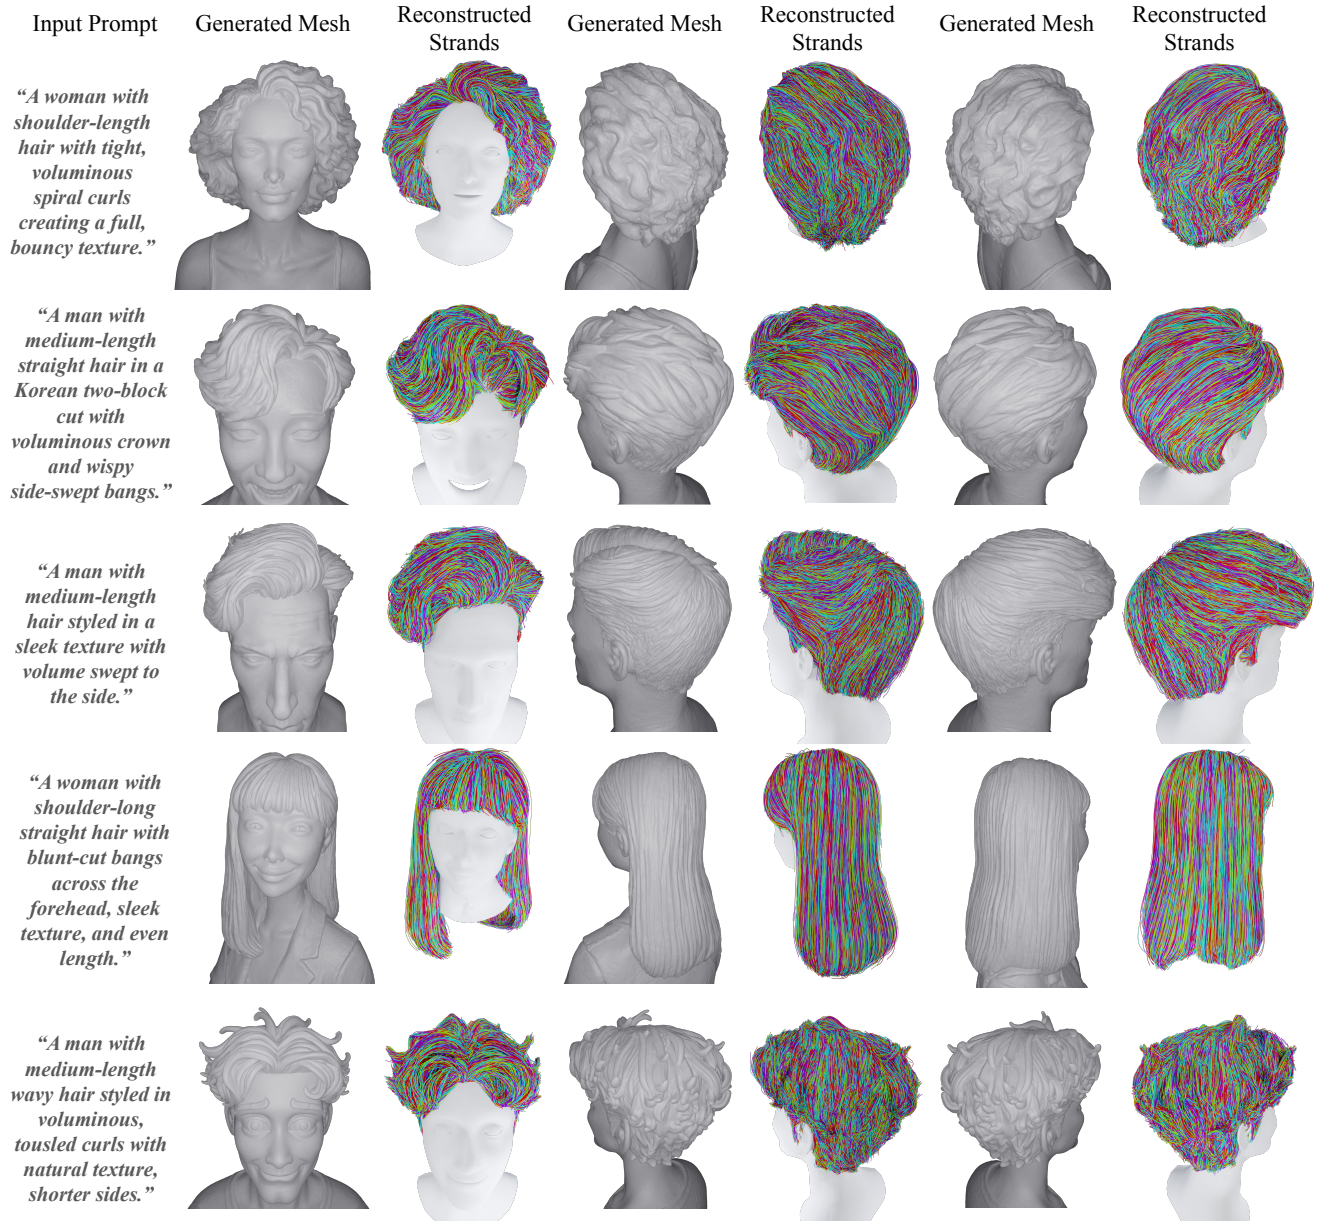 Input Prompt
Generated Mesh
Reconstructed
Strands
Generated Mesh
Reconstructed
Strands
Generated Mesh
Reconstructed
Strands
“A woman with
shoulder-length
hair with tight,
voluminous
spiral curls
creating a full,
bouncy texture.”
“A man with
medium-length
straight hair in a
Korean two-block
cut with
voluminous crown
and wispy
side-swept bangs.”
“A man with
medium-length
hair styled in a
sleek texture with
volume swept to
the side.”
“A woman with
shoulder-long
straight hair with
blunt-cut bangs
across the
forehead, sleek
texture, and even
length.”
“A man with
medium-length
wavy hair styled in
voluminous,
tousled curls with
natural texture,
shorter sides.”